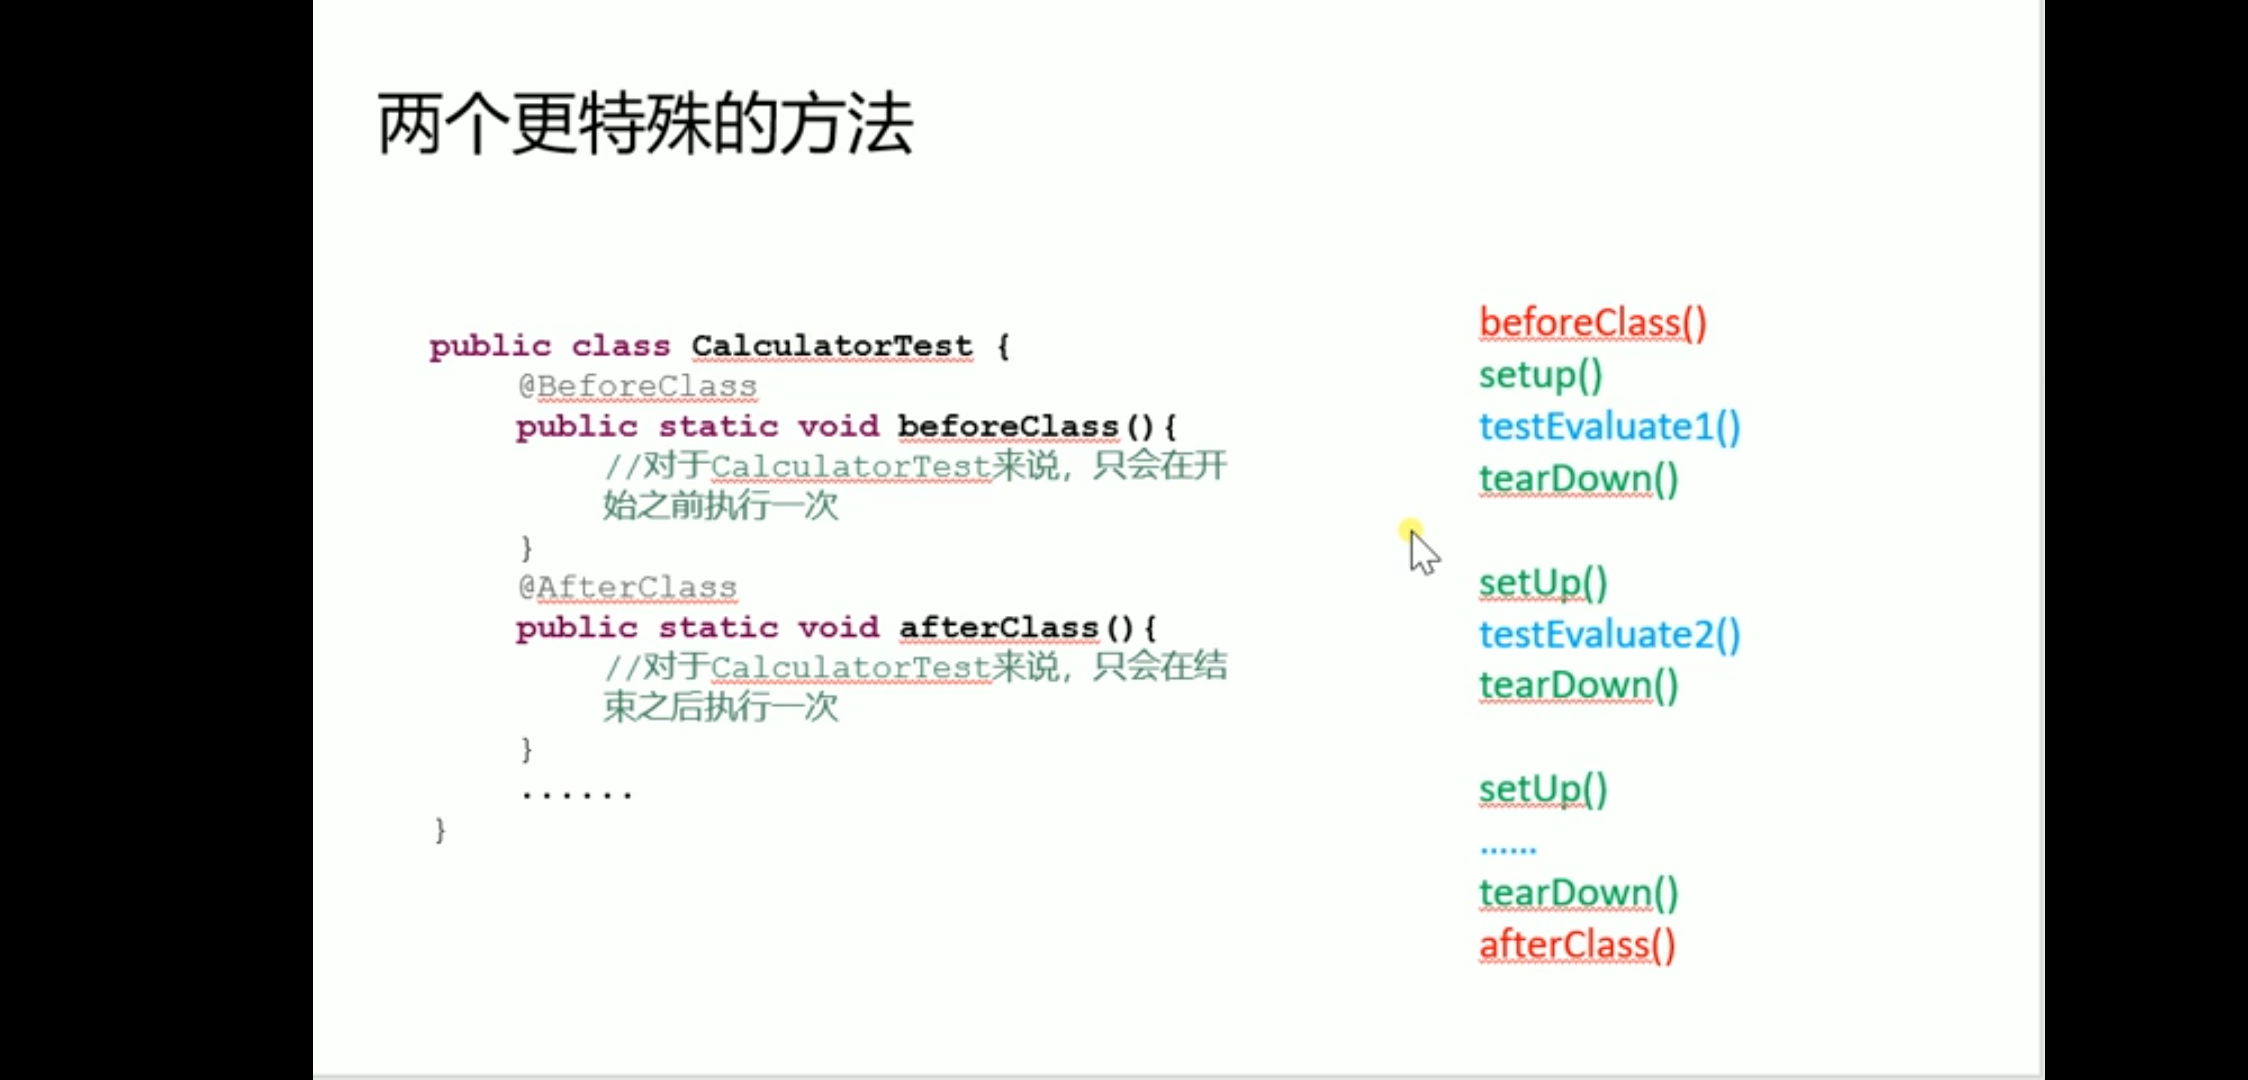 两个更特殊的方法
public class CalculatorTest {
@BeforeClass
public static void beforeClass(){
//对于CalculatorTest来说，只会在开
始之前执行一次
}
@AfterClass
public static void afterClass(){
//对于CalculatorTest来说，只会在结
束之后执行一次
}
......
}
beforeClass()
setup()
testEvaluate1()
tearDown()
setUp()
testEvaluate2()
tearDown()
setUp()
......
tearDown()
afterClass()